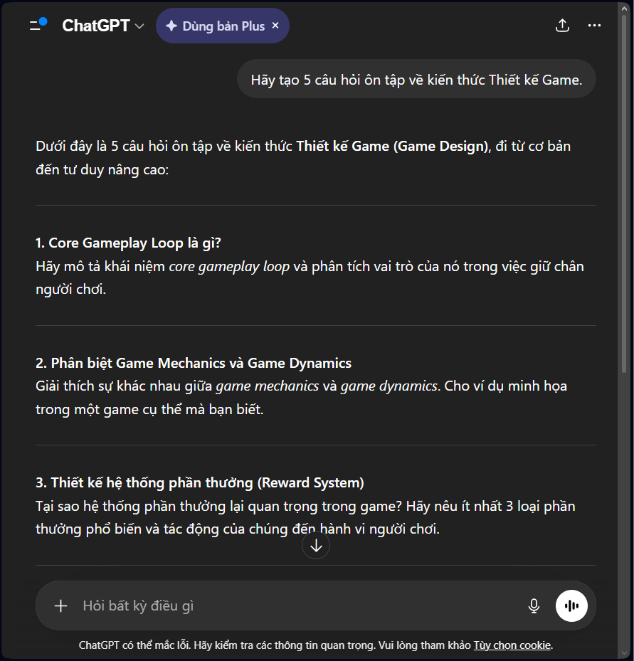 ChatGPT
Dùng bản Plus ×
Hãy tạo 5 câu hỏi ôn tập về kiến thức Thiết kế Game.
Dưới đây là 5 câu hỏi ôn tập về kiến thức Thiết kế Game (Game Design), đi từ cơ bản
đến tư duy nâng cao:
1. Core Gameplay Loop là gì?
Hãy mô tả khái niệm core gameplay loop và phân tích vai trò của nó trong việc giữ chân
người chơi.
2. Phân biệt Game Mechanics và Game Dynamics
Giải thích sự khác nhau giữa game mechanics và game dynamics. Cho ví dụ minh họa
trong một game cụ thể mà bạn biết.
3. Thiết kế hệ thống phần thưởng (Reward System)
Tại sao hệ thống phần thưởng lại quan trọng trong game? Hãy nêu ít nhất 3 loại phần
thưởng phổ biến và tác động của chúng đến hành vi người chơi.
Hỏi bất kỳ điều gì
ChatGPT có thể mắc lỗi. Hãy kiểm tra các thông tin quan trọng. Vui lòng tham khảo Tùy chọn cookie.